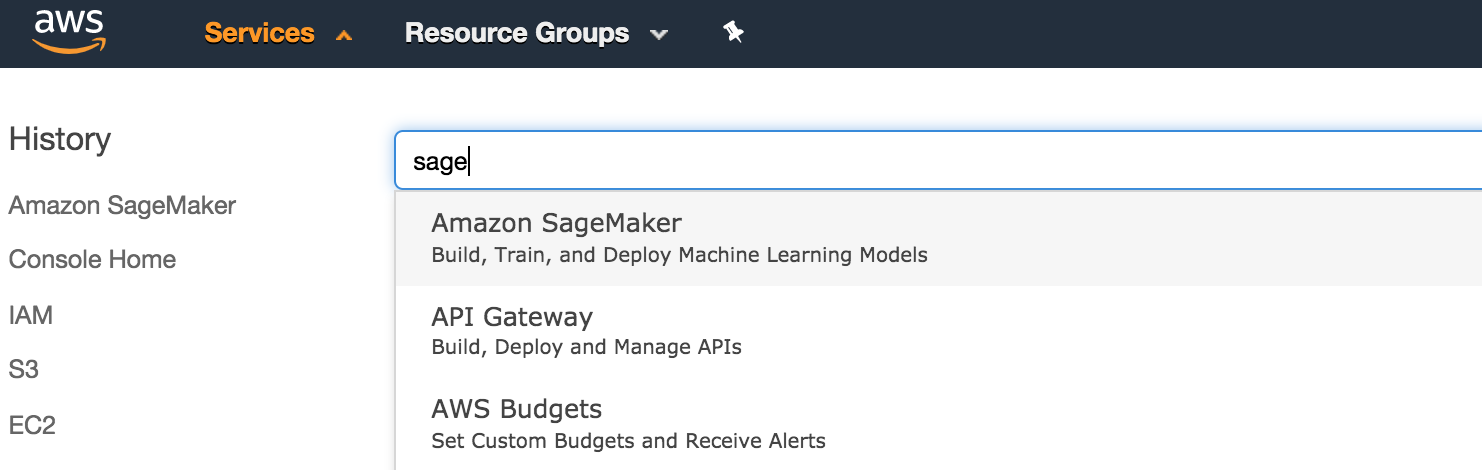 aws Services Resource Groups
History
sage
Amazon SageMaker
Console Home
IAM
S3
EC2
Amazon SageMaker
Build, Train, and Deploy Machine Learning Models
API Gateway
Build, Deploy and Manage APIs
AWS Budgets
Set Custom Budgets and Receive Alerts